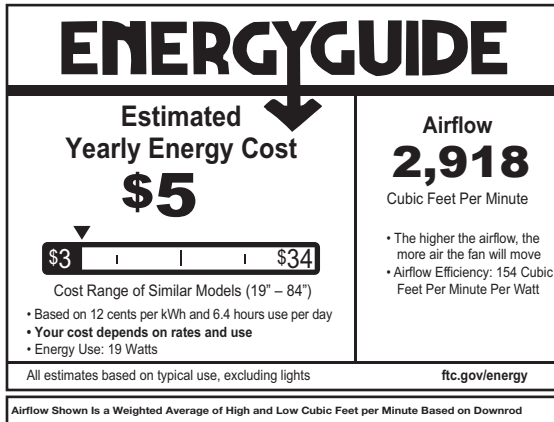 ENERGYGUIDE
Estimated
Yearly Energy Cost
$5
$3
$34
Cost Range of Similar Models (19” – 84”)
• Based on 12 cents per kWh and 6.4 hours use per day
• Your cost depends on rates and use
• Energy Use: 19 Watts
Airflow
2,918
Cubic Feet Per Minute
• The higher the airflow, the
more air the fan will move
• Airflow Efficiency: 154 Cubic
Feet Per Minute Per Watt
All estimates based on typical use, excluding lights
ftc.gov/energy
Airflow Shown Is a Weighted Average of High and Low Cubic Feet per Minute Based on Downrod